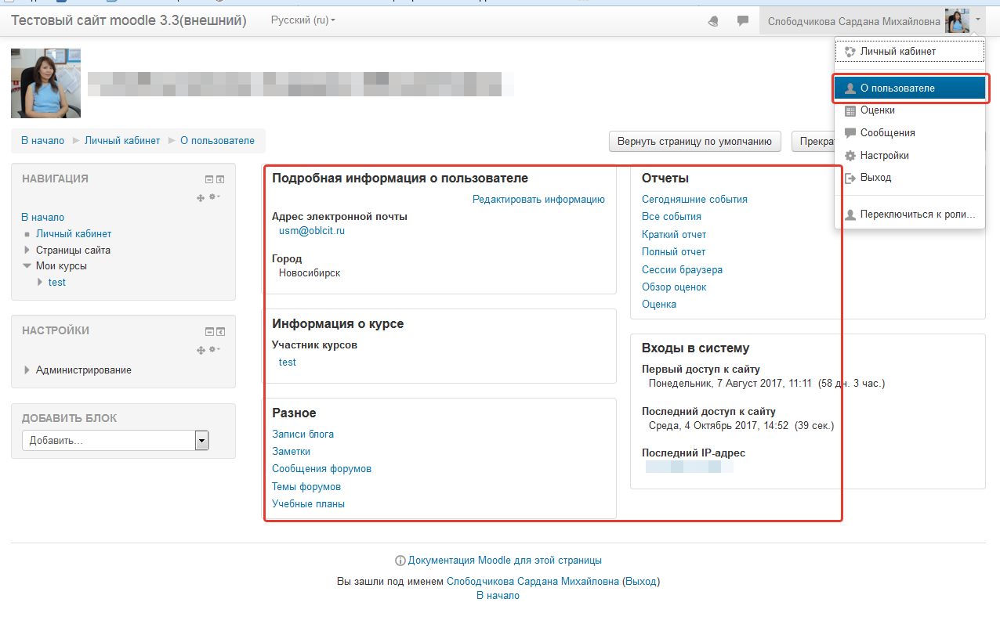 Тестовый сайт moodle 3.3(внешний)
Русский (ru)
Слободчикова Сардана Михайловна
Личный кабинет
О пользователе
Оценки
Сообщения
Настройки
Выход
Переключиться к роли...
В начало
Личный кабинет
О пользователе
Вернуть страницу по умолчанию
НАВИГАЦИЯ
В начало
Личный кабинет
Страницы сайта
Мои курсы
test
НАСТРОЙКИ
Администрирование
ДОБАВИТЬ БЛОК
Добавить...
Подробная информация о пользователе
Редактировать информацию
Адрес электронной почты
usm@oblcit.ru
Город
Новосибирск
Информация о курсе
Участник курсов
test
Разное
Записи блога
Заметки
Сообщения форумов
Темы форумов
Учебные планы
Отчеты
Сегодняшние события
Все события
Краткий отчет
Полный отчет
Сессии браузера
Обзор оценок
Оценка
Входы в систему
Первый доступ к сайту
Понедельник, 7 Август 2017, 11:11 (58 дн. 3 час.)
Последний доступ к сайту
Среда, 4 Октябрь 2017, 14:52 (39 сек.)
Последний IP-адрес
Документация Moodle для этой страницы
Вы зашли под именем Слободчикова Сардана Михайловна (Выход)
В начало